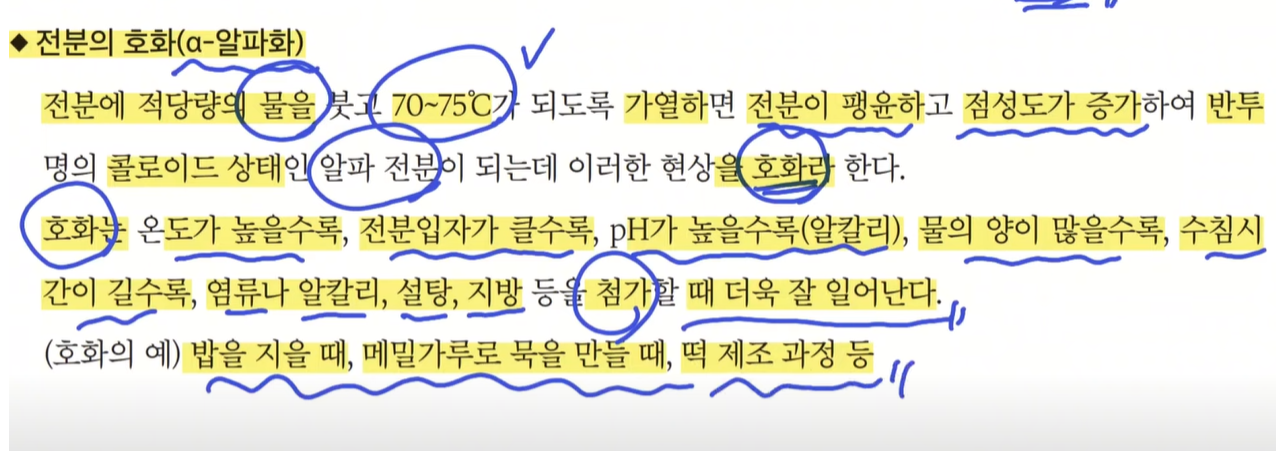 ◆ 전분의 호화(α-알파화)
전분에 적당량의 물을 붓고 70~75℃가 되도록 가열하면 전분이 팽윤하고 점성도가 증가하여 반투
명의 콜로이드 상태인 알파 전분이 되는데 이러한 현상을 호화라 한다.
호화는 온도가 높을수록, 전분입자가 클수록, pH가 높을수록(알칼리), 물의 양이 많을수록, 수침시
간이 길수록, 염류나 알칼리, 설탕, 지방 등을 첨가할 때 더욱 잘 일어난다.
(호화의 예) 밥을 지을 때, 메밀가루로 묵을 만들 때, 떡 제조 과정 등